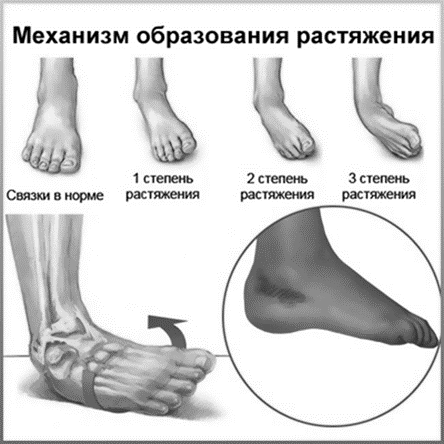 Механизм образования растяжения
Связки в норме
1 степень
растяжения
2 степень
растяжения
3 степень
растяжения